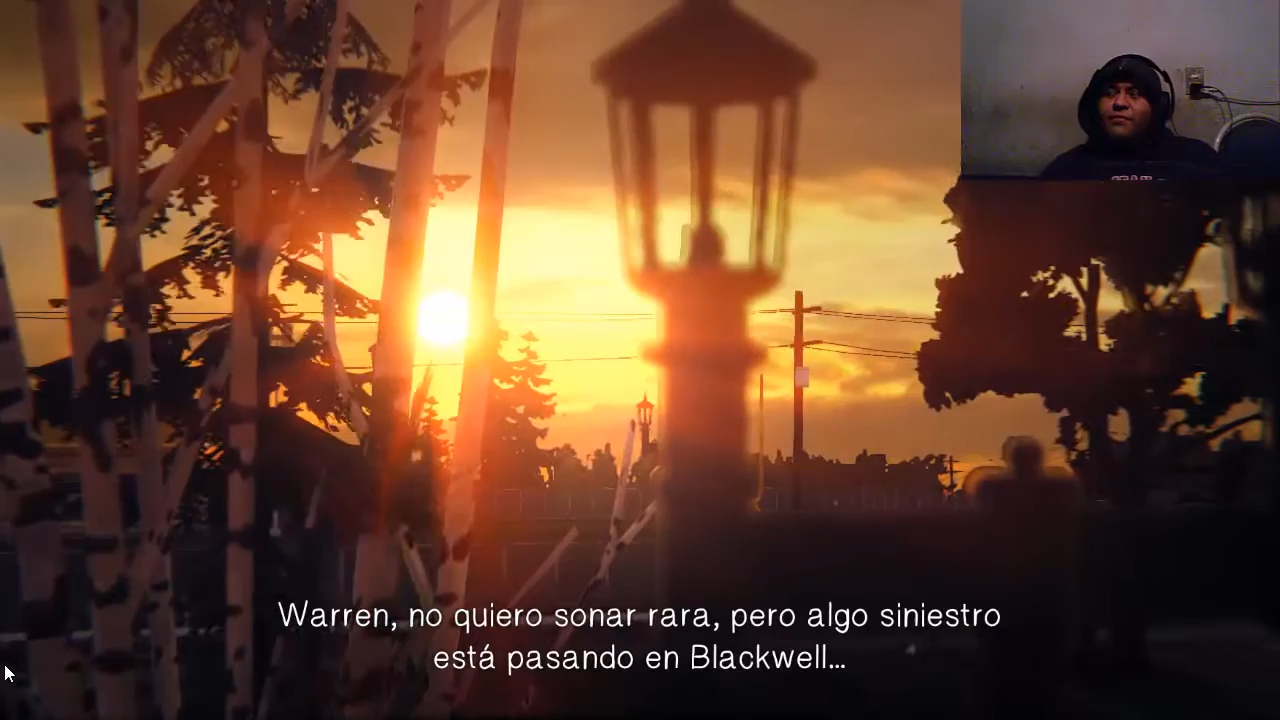 Warren, no quiero sonar rara, pero algo siniestro
está pasando en Blackwell...